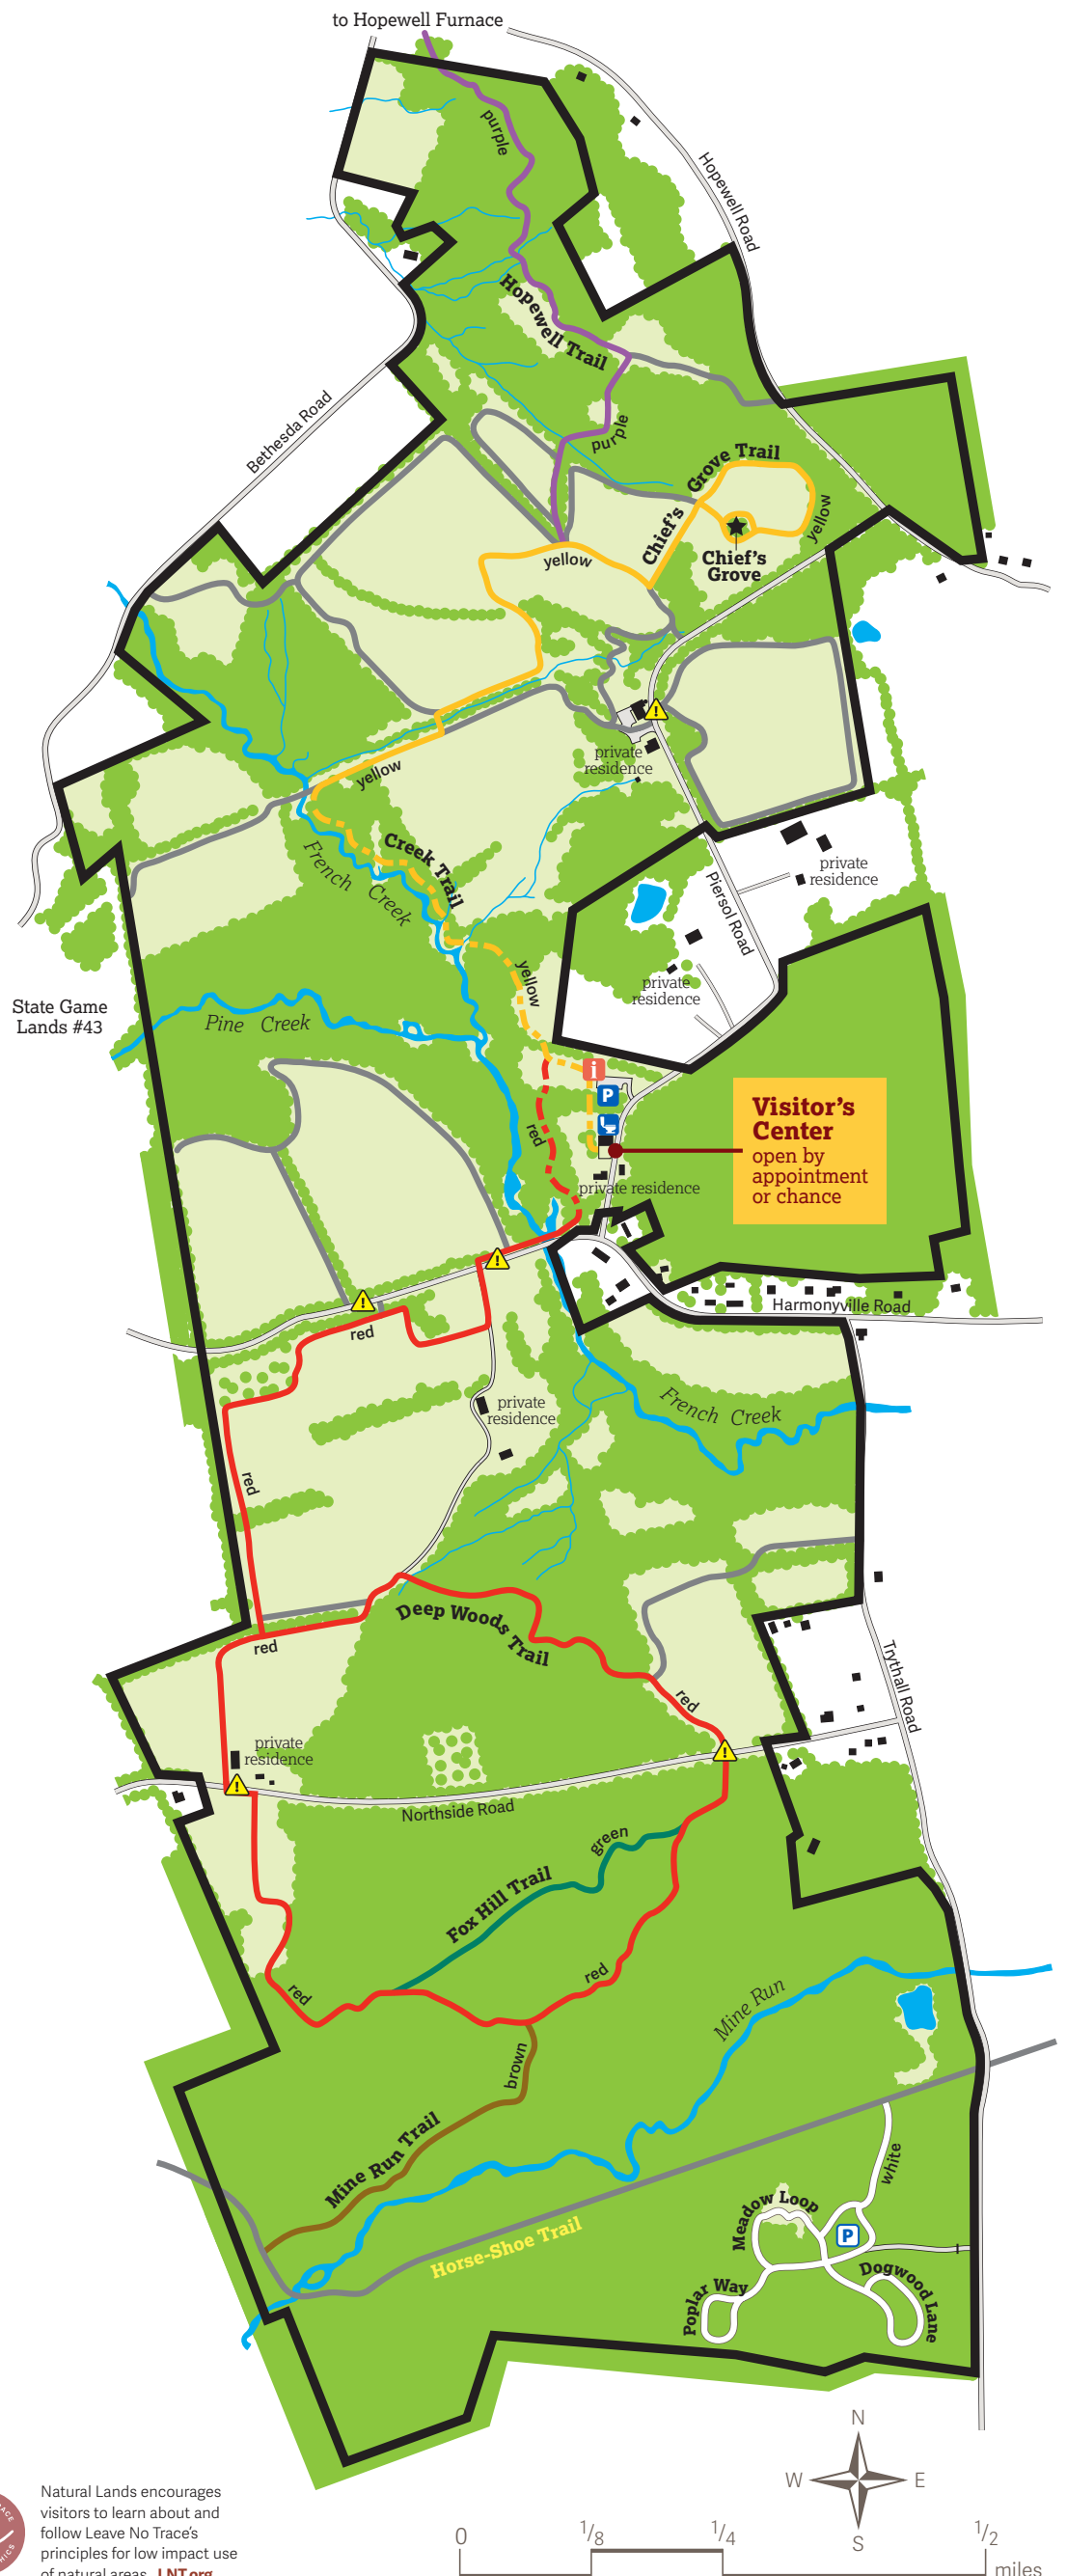 to Hopewell Furnace
purple
Hopewell Road
Hopewell Trail
Bethesda Road
purple
Chief's Grove Trail
yellow
Chief's
Grove
yellow
private
residence
yellow
Creek Trail
French Creek
private
residence
Piersol Road
yellow
private
residence
State Game
Lands #43
Pine Creek
i
P
Visitor's
Center
open by
appointment
or chance
red
private residence
Harmonyville Road
red
private
residence
French Creek
red
Deep Woods Trail
red
Trythall Road
red
private
residence
Northside Road
green
Fox Hill Trail
red
red
Mine Run
brown
Mine Run Trail
white
Meadow Loop
P
Horse-Shoe Trail
Dogwood Lane
Poplar Way
N
W E
S
Natural Lands encourages
visitors to learn about and
follow Leave No Trace's
principles for low impact use
of natural areas. LNT.org
0 1/8 1/4 1/2
miles